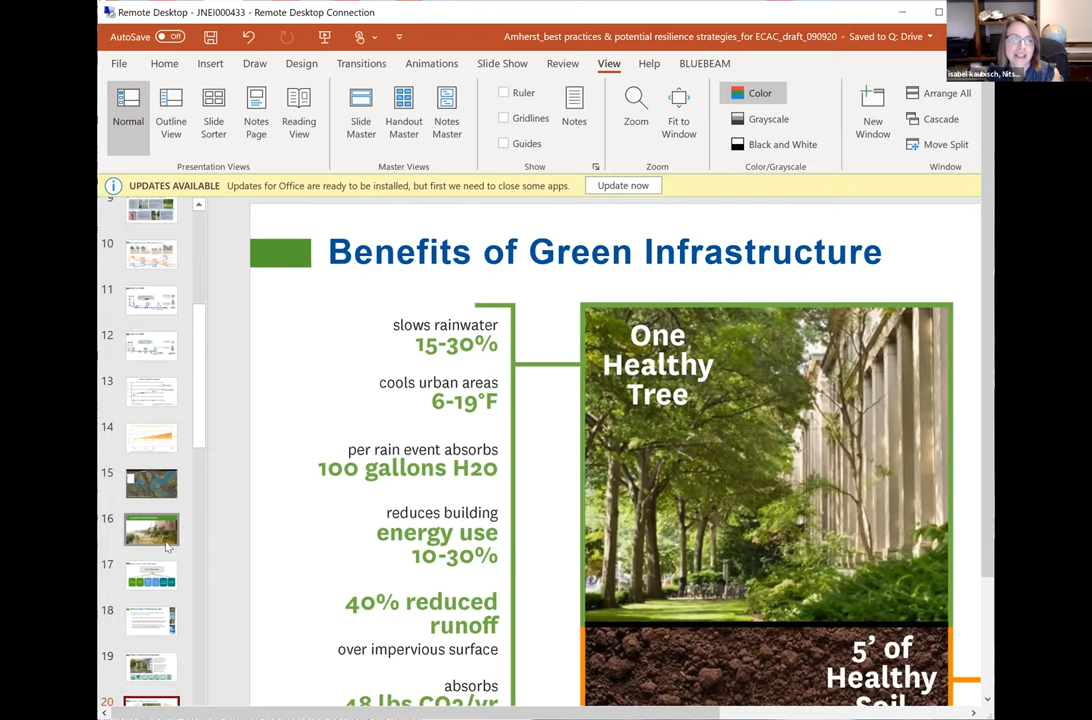 Remote Desktop - JNEI000433 - Remote Desktop Connection
AutoSave Off
Amherst_best practices & potential resilience strategies_for ECAC_draft_090920 - Saved to Q: Drive
isabel kaubisch, Nits...
File Home Insert Draw Design Transitions Animations Slide Show Review View Help BLUEBEAM
Normal
Outline View
Slide Sorter
Notes Page
Reading View
Presentation Views
Slide Master
Handout Master
Notes Master
Master Views
Ruler
Gridlines
Guides
Notes
Show
Zoom
Fit to Window
Zoom
Color
Grayscale
Black and White
Color/Grayscale
New Window
Arrange All
Cascade
Move Split
Window
UPDATES AVAILABLE Updates for Office are ready to be installed, but first we need to close some apps. Update now
9
10
11
12
13
14
15
16
17
18
19
20
Benefits of Green Infrastructure
slows rainwater
15-30%
cools urban areas
6-19°F
per rain event absorbs
100 gallons H20
reduces building
energy use
10-30%
40% reduced
runoff
over impervious surface
absorbs
48 lbs CO2/yr
One
Healthy
Tree
5' of
Healthy
Soil